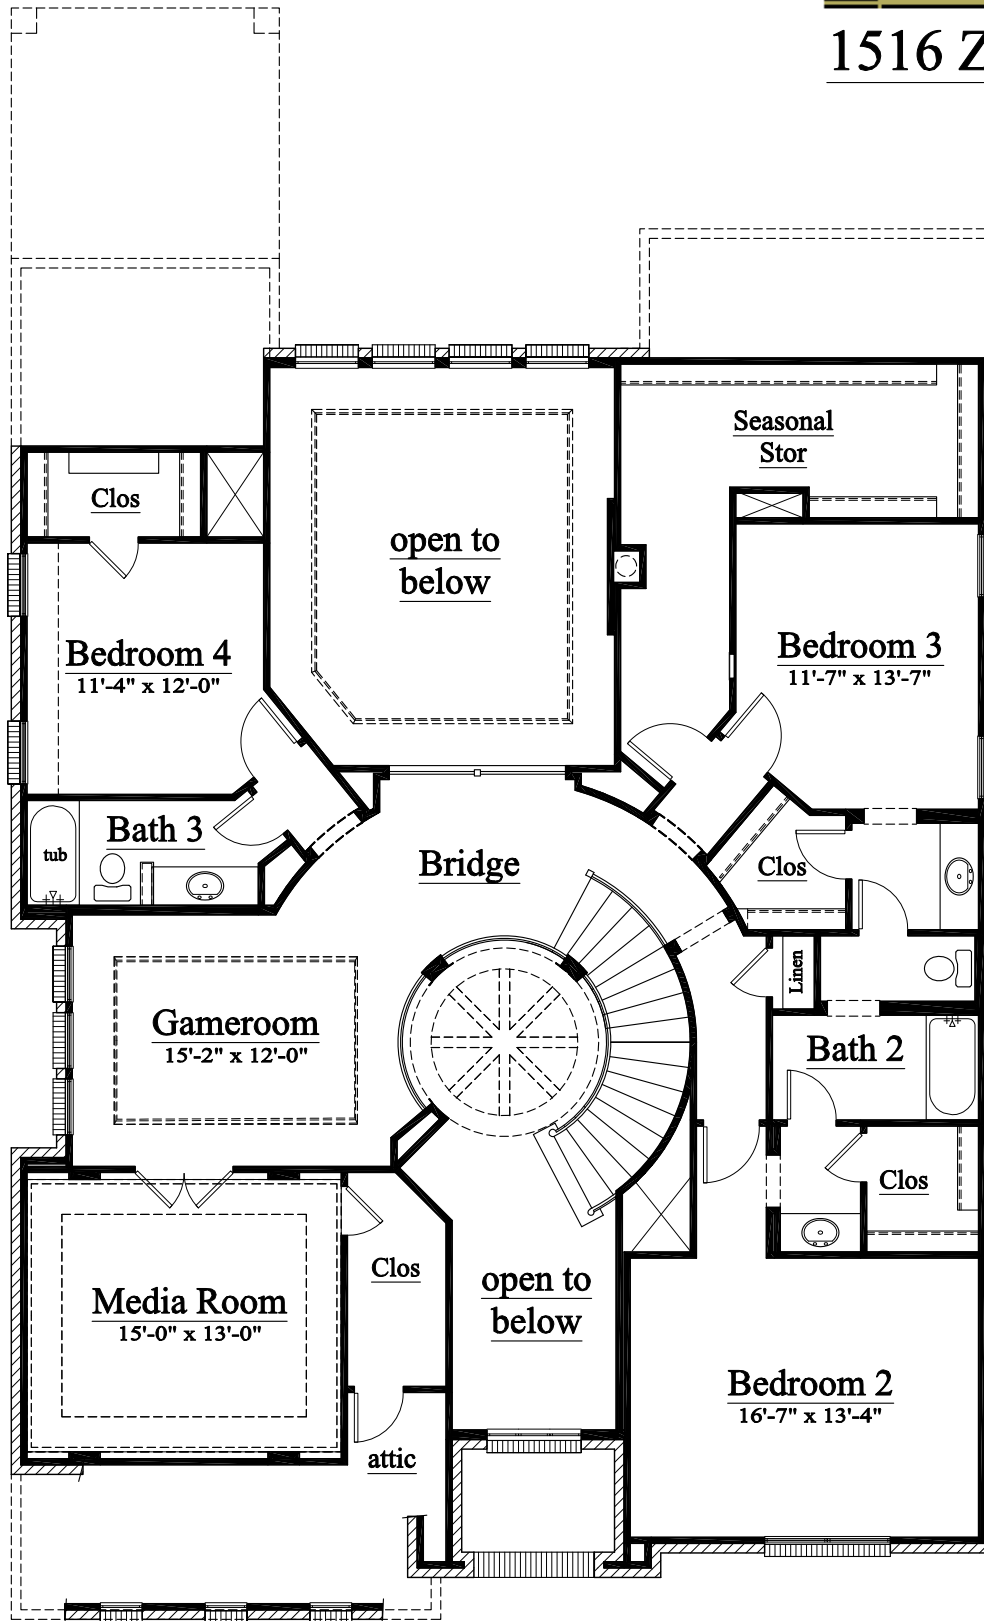 1516 Z
Seasonal
Stor
Clos
open to
below
Bedroom 4
11'-4" x 12'-0"
Bedroom 3
11'-7" x 13'-7"
Bath 3
tub
Bridge
Clos
Linen
Gameroom
15'-2" x 12'-0"
Bath 2
Clos
Media Room
15'-0" x 13'-0"
Clos
open to
below
Bedroom 2
16'-7" x 13'-4"
attic